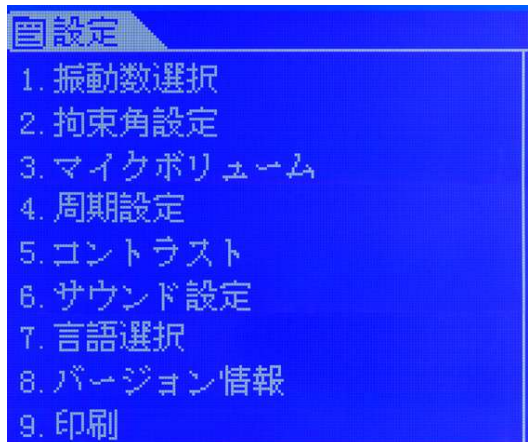 設定
1. 振動数選択
2. 拘束角設定
3. マイクボリューム
4. 周期設定
5. コントラスト
6. サウンド設定
7. 言語選択
8. バージョン情報
9. 印刷